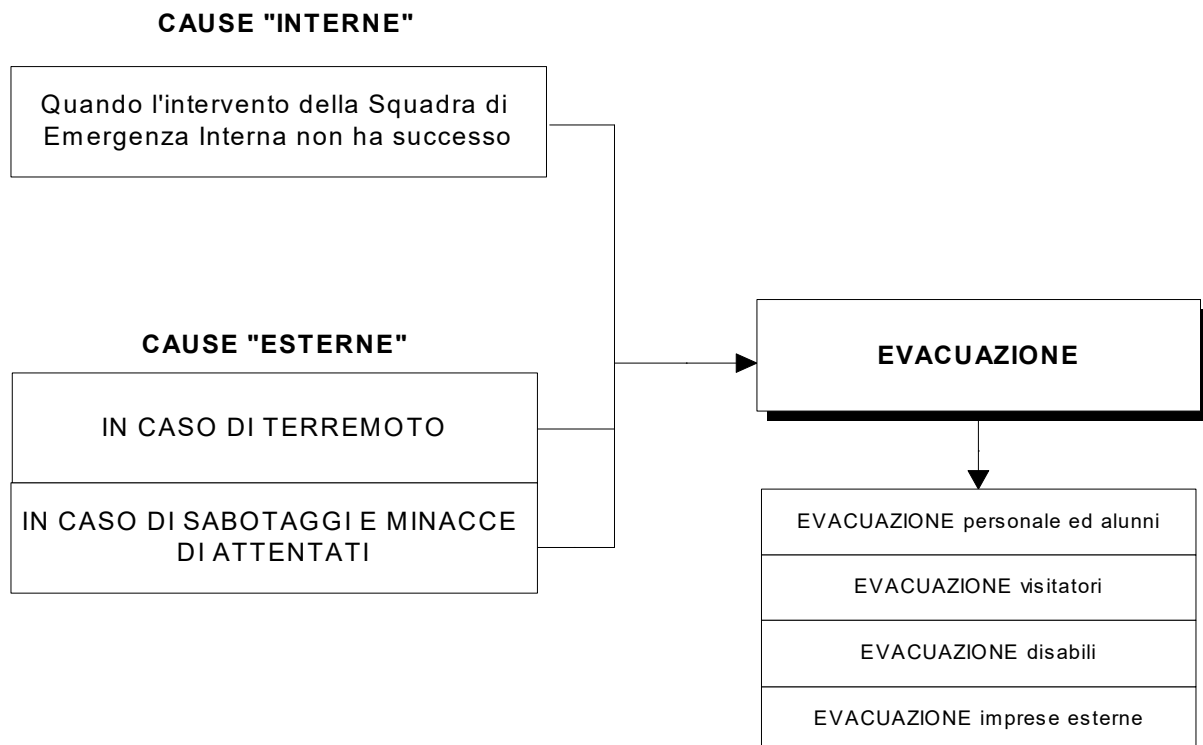 CAUSE "INTERNE"
Quando l'intervento della Squadra di
Emergenza Interna non ha successo
CAUSE "ESTERNE"
IN CASO DI TERREMOTO
IN CASO DI SABOTAGGI E MINACCE
DI ATTENTATI
EVACUAZIONE
EVACUAZIONE personale ed alunni
EVACUAZIONE visitatori
EVACUAZIONE disabili
EVACUAZIONE imprese esterne